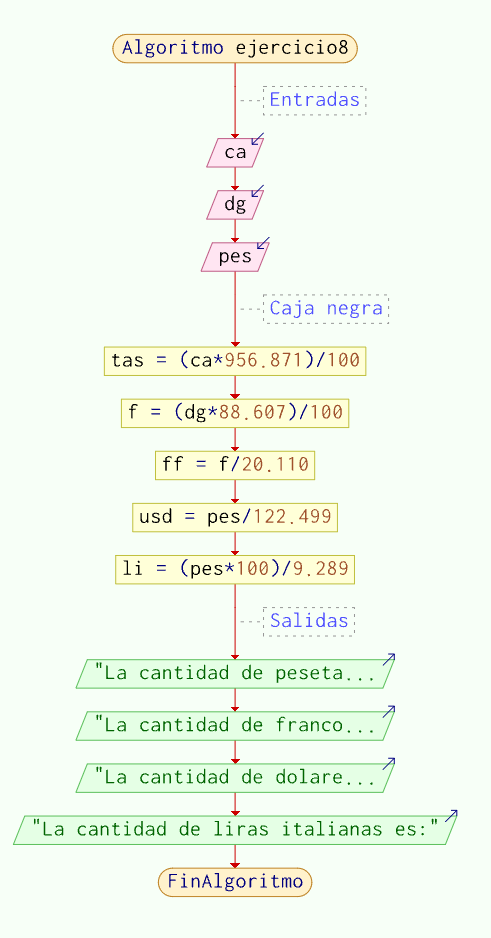 Algoritmo ejercicio8
Entradas
ca
dg
pes
Caja negra
tas = (ca*956.871)/100
f = (dg*88.607)/100
ff = f/20.110
usd = pes/122.499
li = (pes*100)/9.289
Salidas
"La cantidad de peseta...
"La cantidad de franco...
"La cantidad de dolare...
"La cantidad de liras italianas es:"
FinAlgoritmo